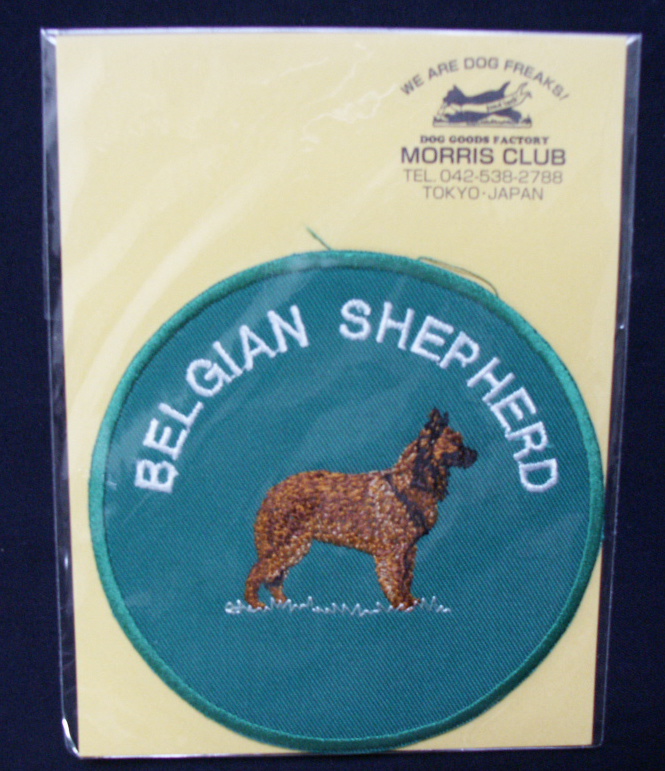 WE ARE DOG FREAKS!
DOG GOODS FACTORY
MORRIS CLUB
TEL. 042-538-2788
TOKYO·JAPAN
BELGIAN SHEPHERD